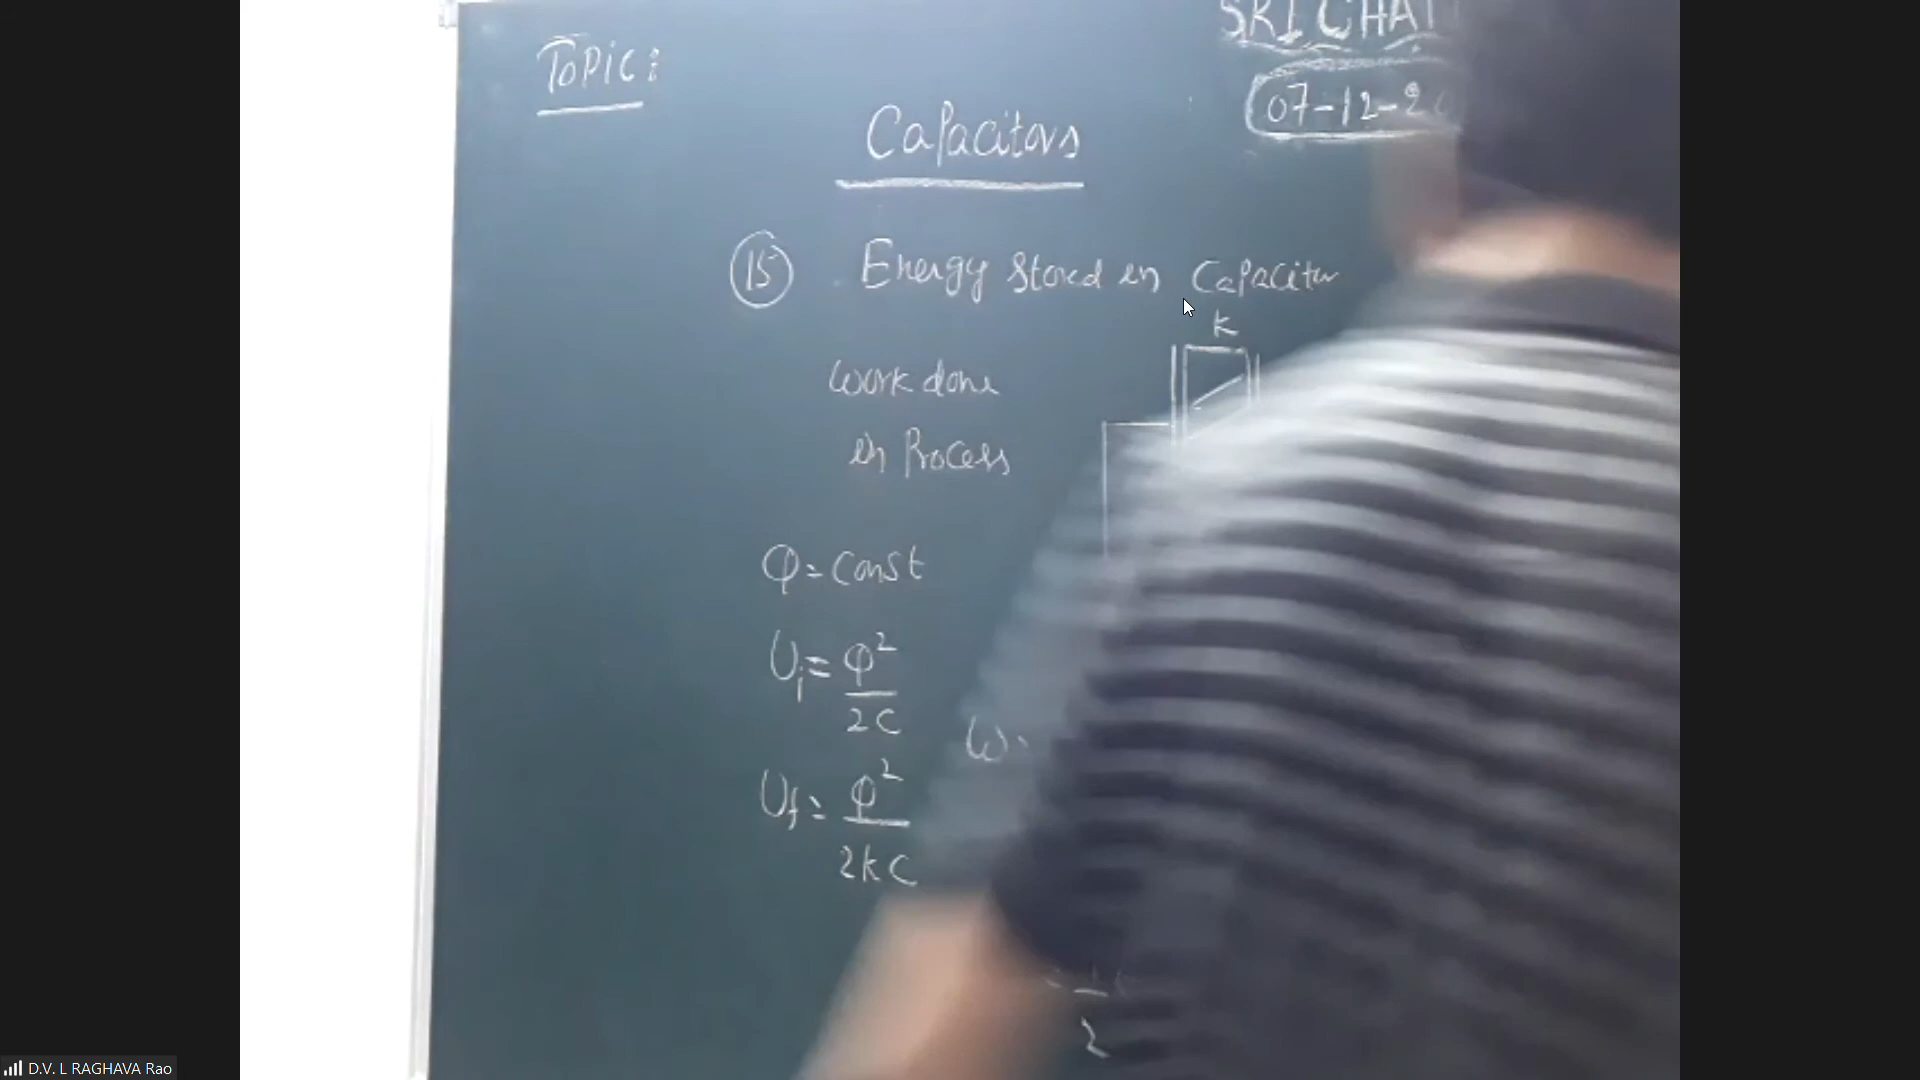 Topic:
SRI CHAI
07-12-20
Capacitors
15 Energy stored in Capacitor
K
Work done
in Process
Q = Const
Ui = Q²/2C
W =
Uf = Q²/2KC
2
D.V. L RAGHAVA Rao